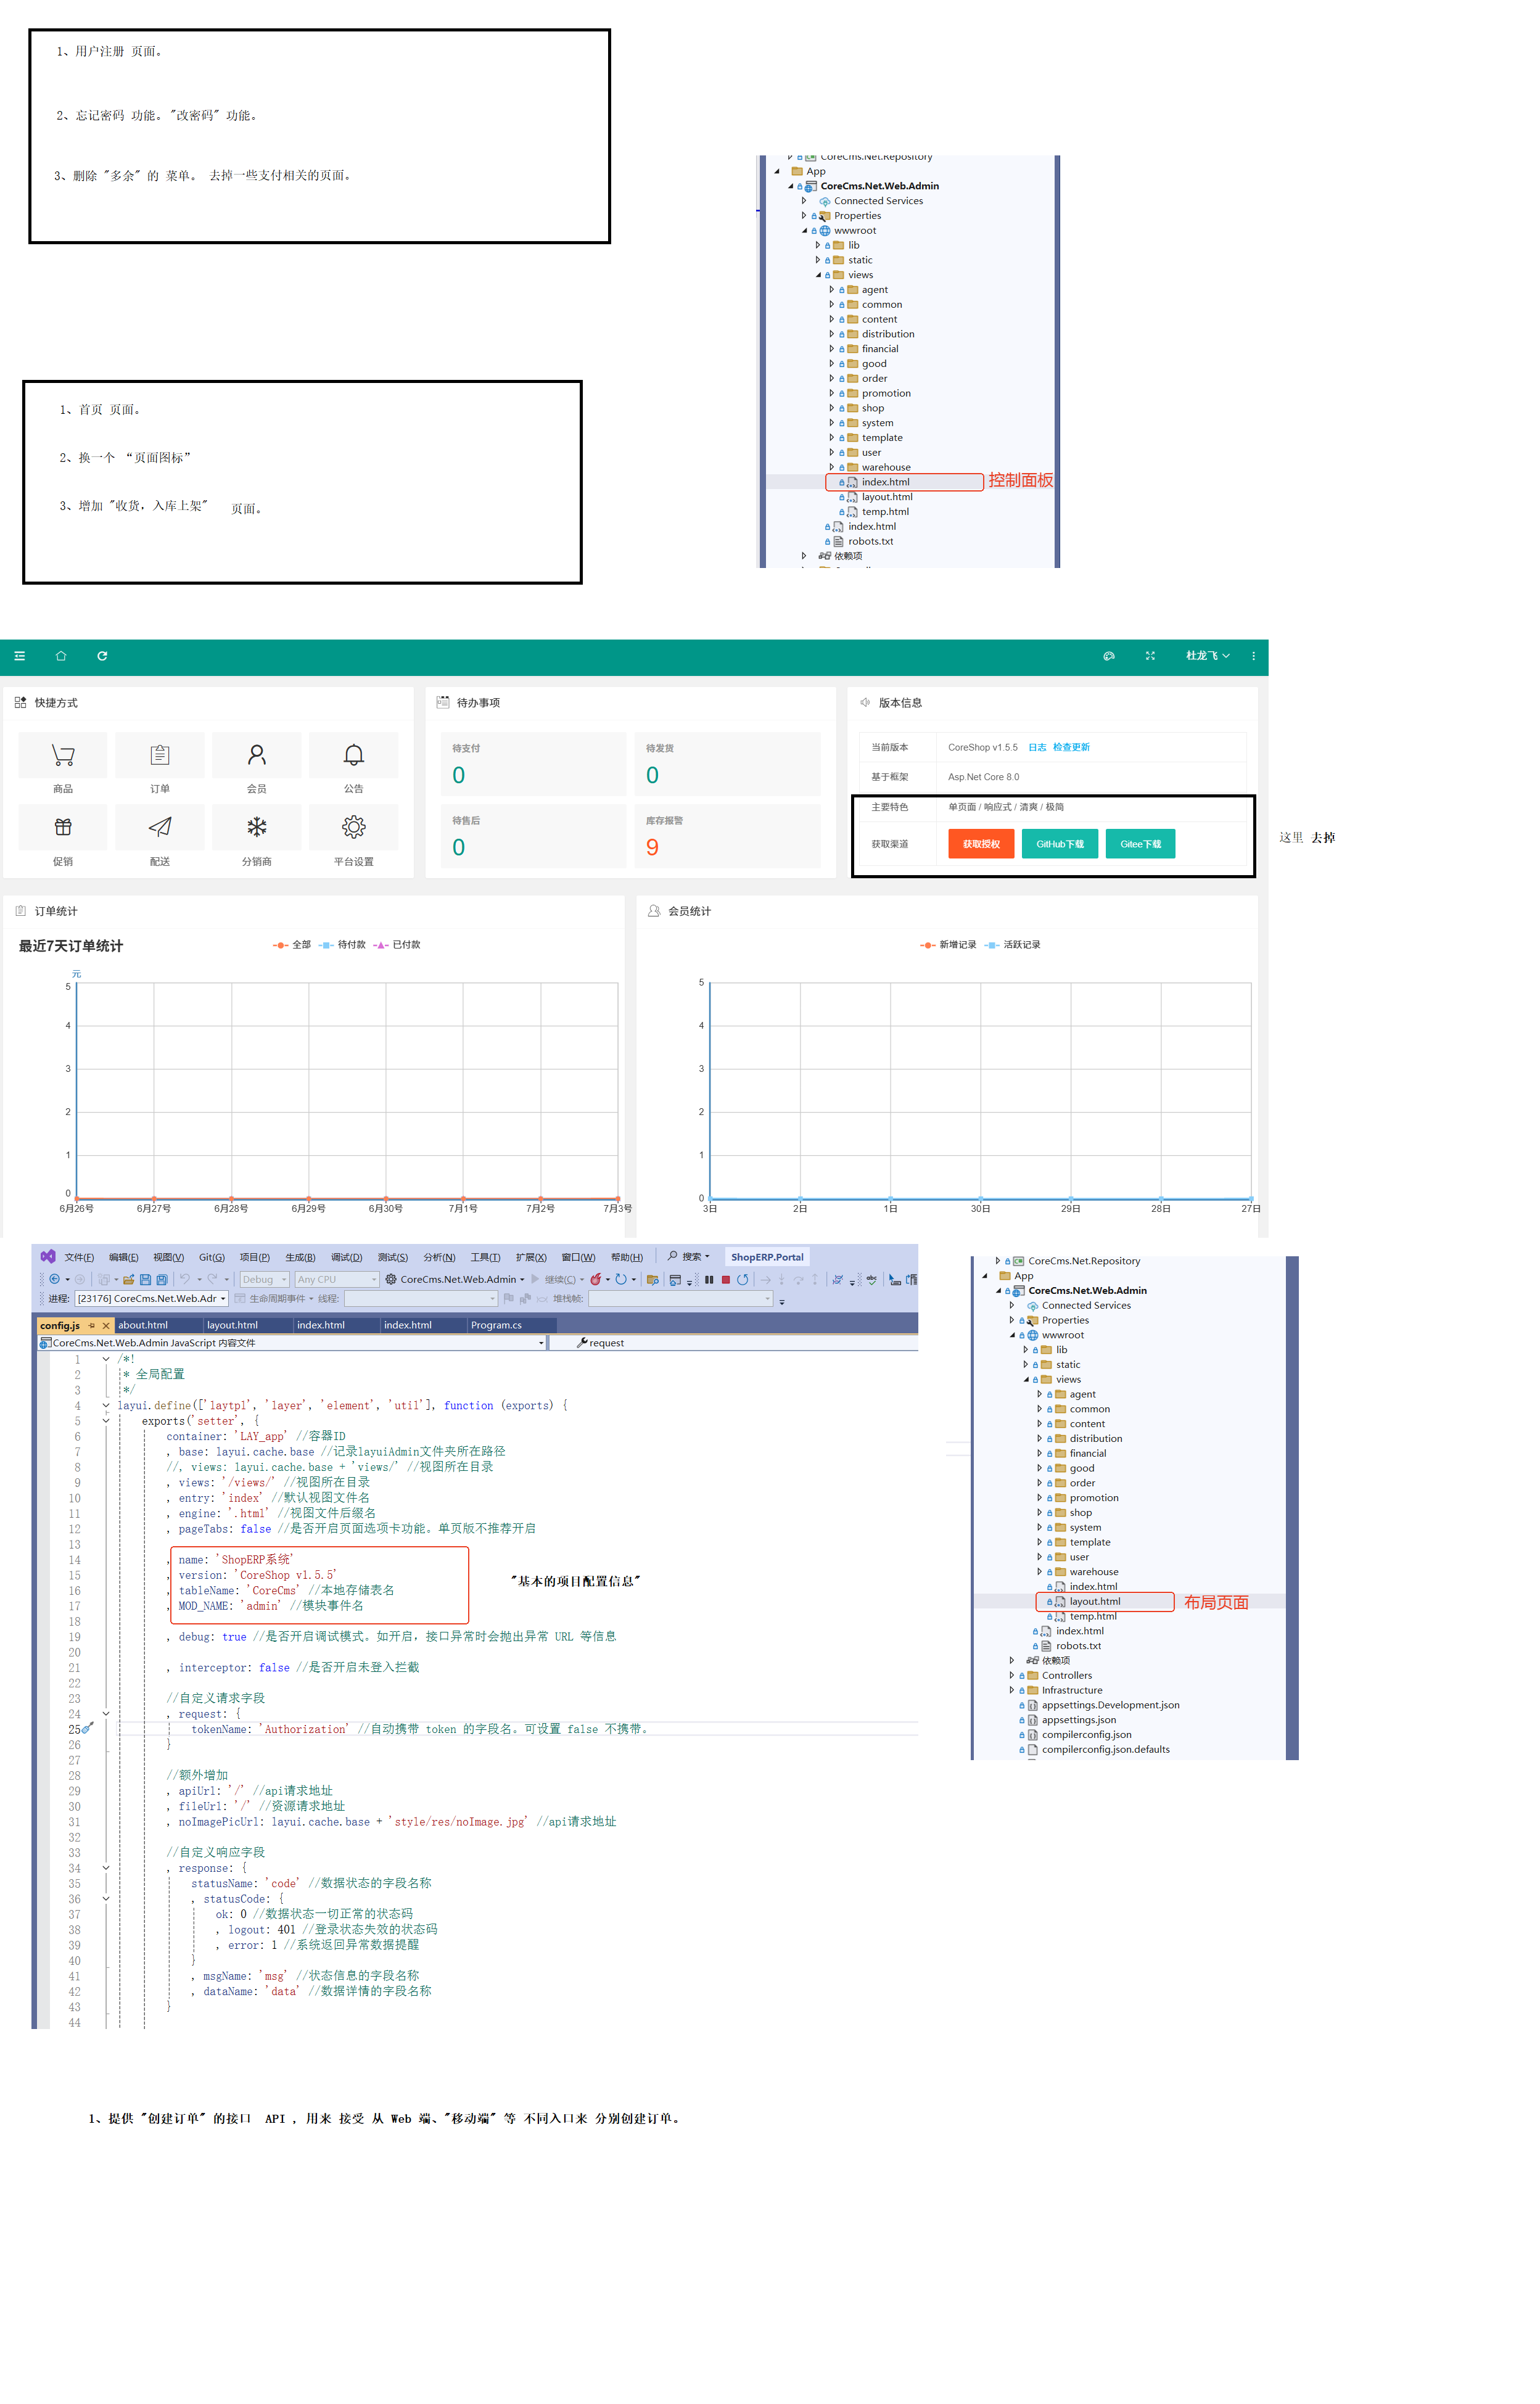 1、用户注册 页面。
2、忘记密码 功能。"改密码" 功能。
3、删除 "多余" 的 菜单。 去掉一些支付相关的页面。
CoreCms.Net.Repository
App
CoreCms.Net.Web.Admin
Connected Services
Properties
wwwroot
lib
static
views
agent
common
content
distribution
financial
good
order
promotion
shop
system
template
user
warehouse
index.html 控制面板
layout.html
temp.html
index.html
robots.txt
依赖项
1、首页 页面。
2、换一个 “页面图标”
3、增加 "收货，入库上架" 页面。
杜龙飞
快捷方式
商品 订单 会员 公告
促销 配送 分销商 平台设置
待办事项
待支付 待发货
0 0
待售后 库存报警
0 9
版本信息
当前版本 CoreShop v1.5.5 日志 检查更新
基于框架 Asp.Net Core 8.0
主要特色 单页面 / 响应式 / 清爽 / 极简
获取渠道 获取授权 GitHub下载 Gitee下载
这里 去掉
订单统计
最近7天订单统计 全部 待付款 已付款
元
5
4
3
2
1
0
6月26号 6月27号 6月28号 6月29号 6月30号 7月1号 7月2号 7月3号
会员统计
新增记录 活跃记录
5
4
3
2
1
0
3日 2日 1日 30日 29日 28日 27日
文件(F) 编辑(E) 视图(V) Git(G) 项目(P) 生成(B) 调试(D) 测试(S) 分析(N) 工具(T) 扩展(X) 窗口(W) 帮助(H) 搜索 ShopERP.Portal
Debug Any CPU CoreCms.Net.Web.Admin 继续(C)
进程: [23176] CoreCms.Net.Web.Adr 生命周期事件 线程: 堆栈帧:
config.js about.html layout.html index.html index.html Program.cs
CoreCms.Net.Web.Admin JavaScript 内容文件 request
1 /*!
2 * 全局配置
3 */
4 layui.define(['laytpl', 'layer', 'element', 'util'], function (exports) {
5 exports('setter', {
6 container: 'LAY_app' //容器ID
7 , base: layui.cache.base //记录layuiAdmin文件夹所在路径
8 //, views: layui.cache.base + 'views/' //视图所在目录
9 , views: '/views/' //视图所在目录
10 , entry: 'index' //默认视图文件名
11 , engine: '.html' //视图文件后缀名
12 , pageTabs: false //是否开启页面选项卡功能。单页版不推荐开启
13
14 , name: 'ShopERP系统'
15 , version: 'CoreShop v1.5.5'
16 , tableName: 'CoreCms' //本地存储表名
17 , MOD_NAME: 'admin' //模块事件名
18
"基本的项目配置信息"
19 , debug: true //是否开启调试模式。如开启，接口异常时会抛出异常 URL 等信息
20
21 , interceptor: false //是否开启未登入拦截
22
23 //自定义请求字段
24 , request: {
25 tokenName: 'Authorization' //自动携带 token 的字段名。可设置 false 不携带。
26 }
27
28 //额外增加
29 , apiUrl: '/' //api请求地址
30 , fileUrl: '/' //资源请求地址
31 , noImagePicUrl: layui.cache.base + 'style/res/noImage.jpg' //api请求地址
32
33 //自定义响应字段
34 , response: {
35 statusName: 'code' //数据状态的字段名称
36 , statusCode: {
37 ok: 0 //数据状态一切正常的状态码
38 , logout: 401 //登录状态失效的状态码
39 , error: 1 //系统返回异常数据提醒
40 }
41 , msgName: 'msg' //状态信息的字段名称
42 , dataName: 'data' //数据详情的字段名称
43 }
44
CoreCms.Net.Repository
App
CoreCms.Net.Web.Admin
Connected Services
Properties
wwwroot
lib
static
views
agent
common
content
distribution
financial
good
order
promotion
shop
system
template
user
warehouse
index.html
layout.html 布局页面
temp.html
index.html
robots.txt
依赖项
Controllers
Infrastructure
appsettings.Development.json
appsettings.json
compilerconfig.json
compilerconfig.json.defaults
1、提供 "创建订单" 的接口 API , 用来 接受 从 Web 端、"移动端" 等 不同入口来 分别创建订单。